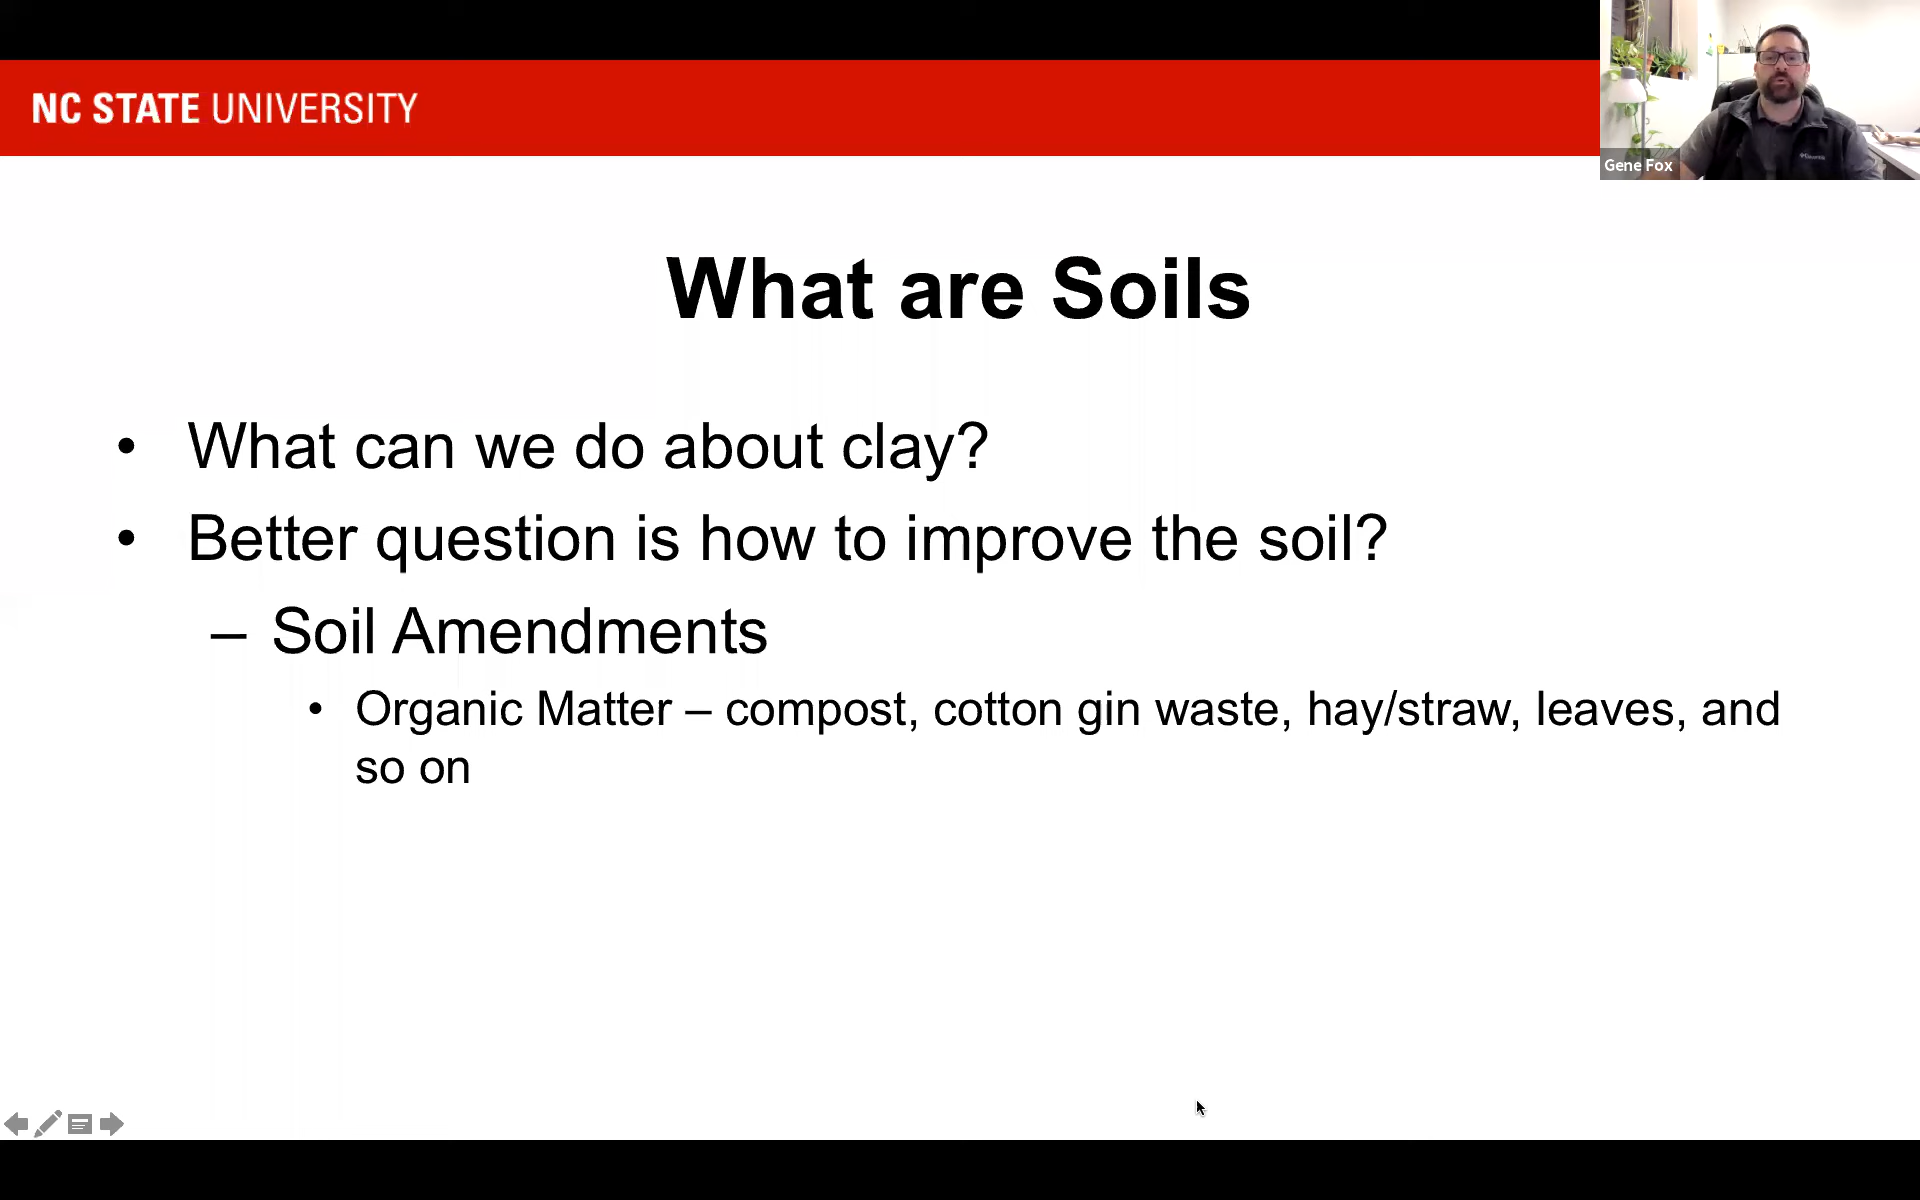 NC STATE UNIVERSITY
Gene Fox
What are Soils
• What can we do about clay?
• Better question is how to improve the soil?
– Soil Amendments
• Organic Matter – compost, cotton gin waste, hay/straw, leaves, and
so on